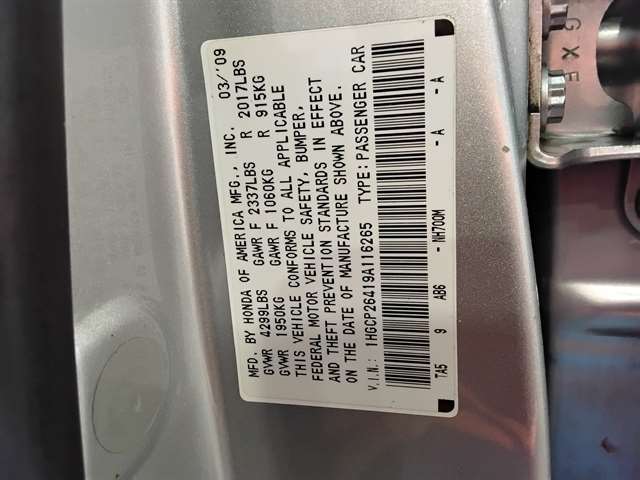 MFD. BY HONDA OF AMERICA MFG., INC. 03/'09
GVWR 4299LBS GAWR F 2337LBS R 2017LBS
GVWR 1950KG GAWR F 1060KG R 915KG
THIS VEHICLE CONFORMS TO ALL APPLICABLE
FEDERAL MOTOR VEHICLE SAFETY, BUMPER,
AND THEFT PREVENTION STANDARDS IN EFFECT
ON THE DATE OF MANUFACTURE SHOWN ABOVE.
V.I.N.: 1HGCP26419A116265 TYPE:PASSENGER CAR
TA5 9 AB6 - NH700M - A - A
G X F